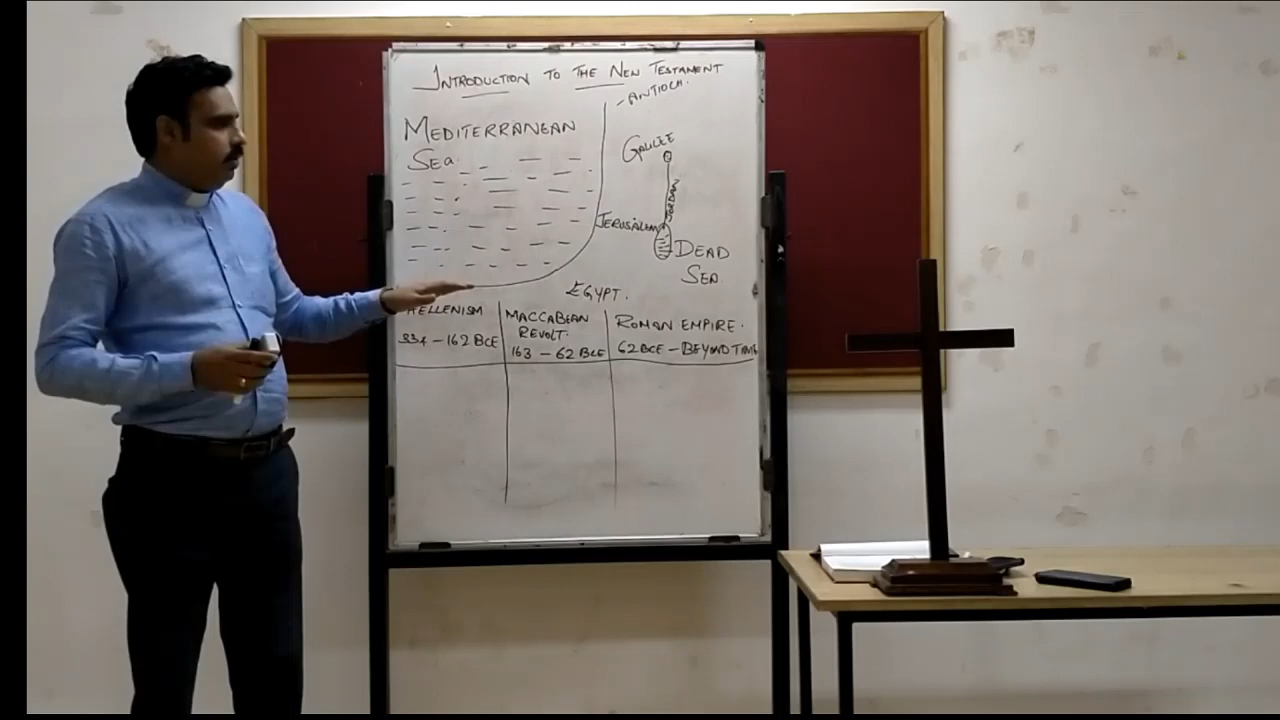 INTRODUCTION TO THE NEW TESTAMENT
- ANTIOCH.
MEDITERRANEAN
SEa
GALILEE
JORDAN
JERUSALEM
DEAD
SEA
EGYPT.
HELLENISM
334 - 162 BCE
MACCABEAN
REVOLT.
163 - 62 BCE
ROMAN EMPIRE.
62 BCE - BEYOND TIME